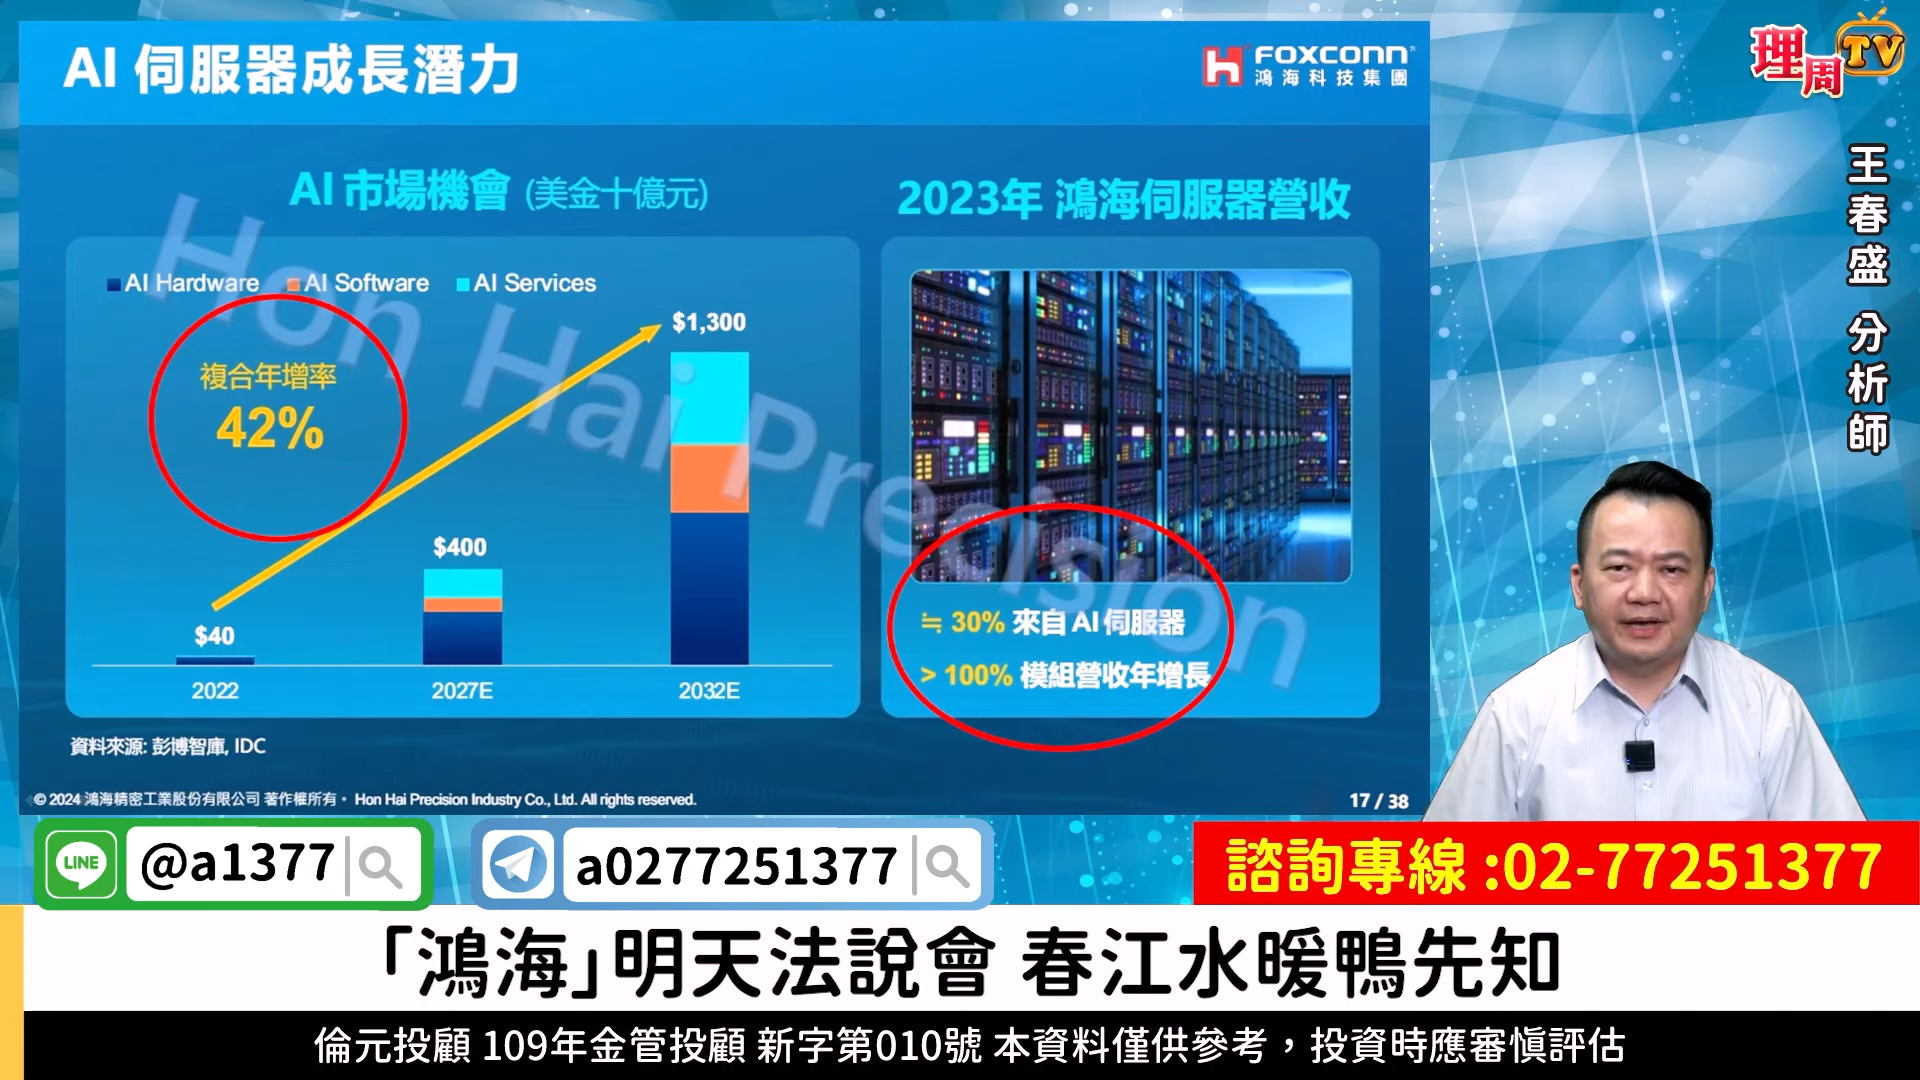 AI 伺服器成長潛力
FOXCONN®
鴻海科技集團
理周TV
王春盛 分析師
AI 市場機會 (美金十億元)
AI Hardware AI Software AI Services
複合年增率
42%
$1,300
$400
$40
2022 2027E 2032E
2023年 鴻海伺服器營收
≒ 30% 來自 AI 伺服器
> 100% 模組營收年增長
Hon Hai Precision
資料來源: 彭博智庫, IDC
© 2024 鴻海精密工業股份有限公司 著作權所有。 Hon Hai Precision Industry Co., Ltd. All rights reserved.
17 / 38
LINE @a1377
a0277251377
諮詢專線 :02-77251377
「鴻海」明天法說會 春江水暖鴨先知
倫元投顧 109年金管投顧 新字第010號 本資料僅供參考，投資時應審慎評估